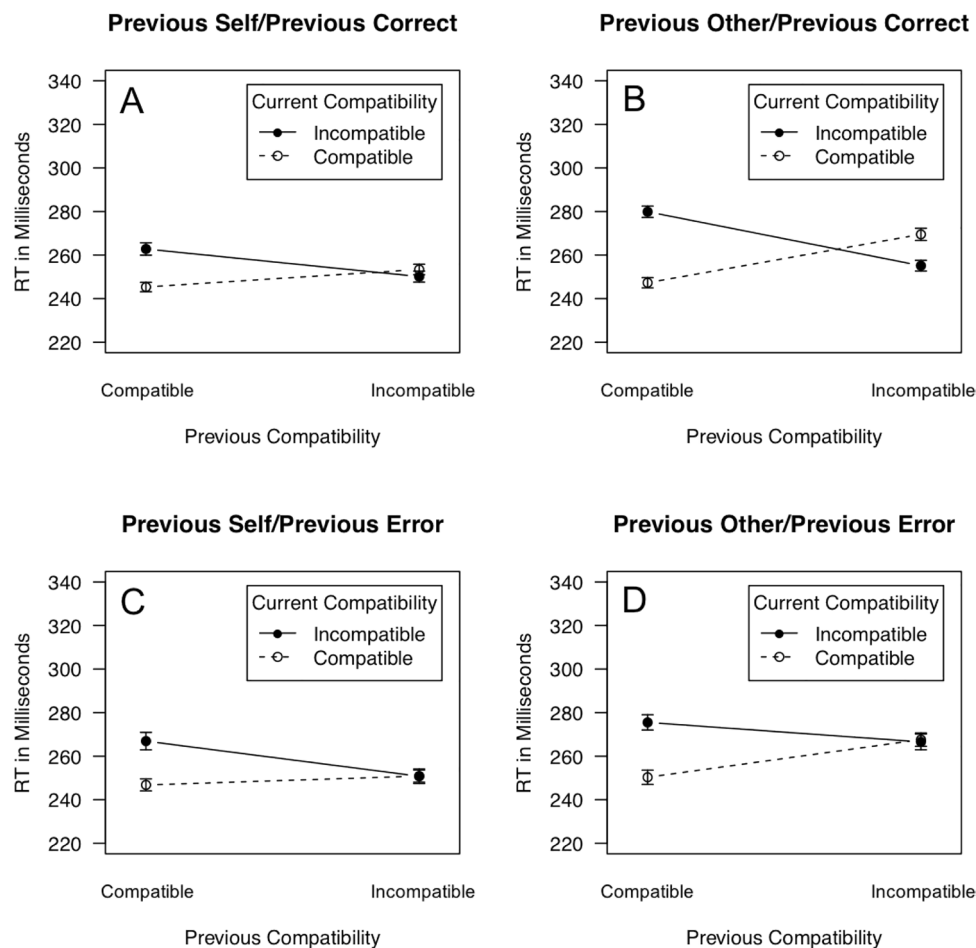 Previous Self/Previous Correct
A
Current Compatibility
Incompatible
Compatible
340
320
300
280
260
240
220
RT in Milliseconds
Compatible
Incompatible
Previous Compatibility
Previous Other/Previous Correct
B
Current Compatibility
Incompatible
Compatible
340
320
300
280
260
240
220
RT in Milliseconds
Compatible
Incompatible
Previous Compatibility
Previous Self/Previous Error
C
Current Compatibility
Incompatible
Compatible
340
320
300
280
260
240
220
RT in Milliseconds
Compatible
Incompatible
Previous Compatibility
Previous Other/Previous Error
D
Current Compatibility
Incompatible
Compatible
340
320
300
280
260
240
220
RT in Milliseconds
Compatible
Incompatible
Previous Compatibility